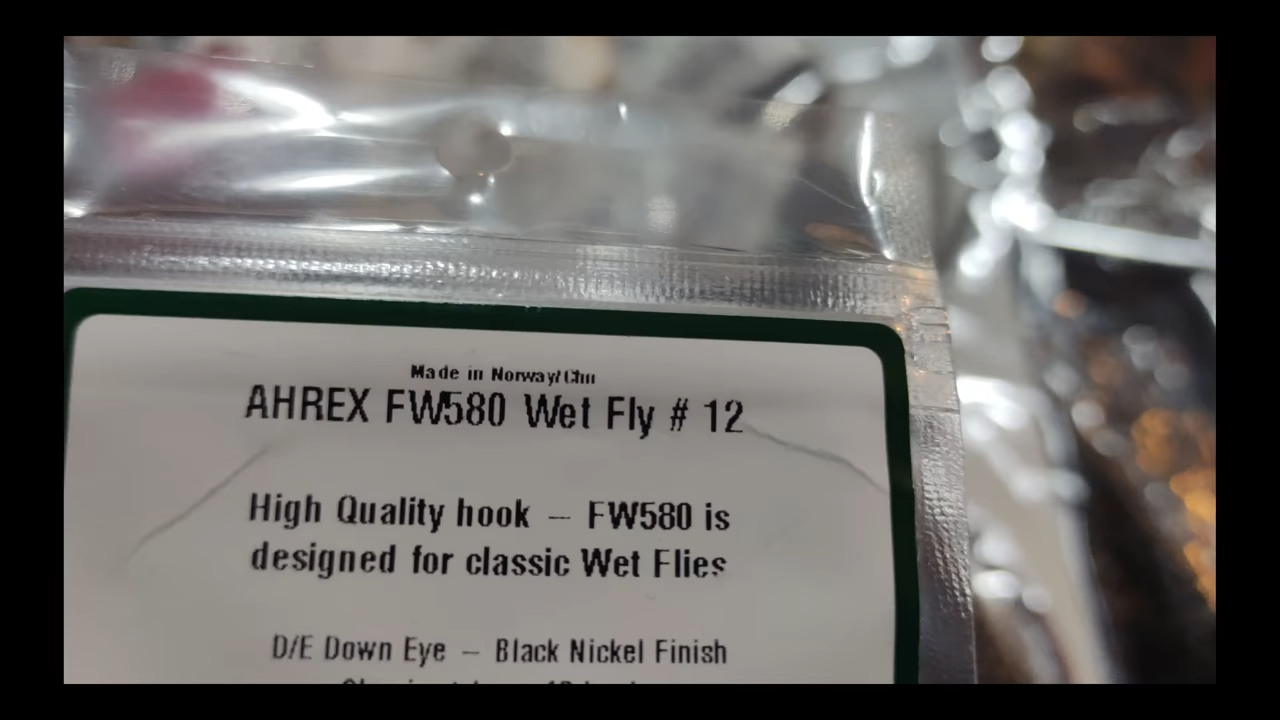 Made in Norway/Chn
AHREX FW580 Wet Fly # 12
High Quality hook – FW580 is
designed for classic Wet Flies
D/E Down Eye – Black Nickel Finish